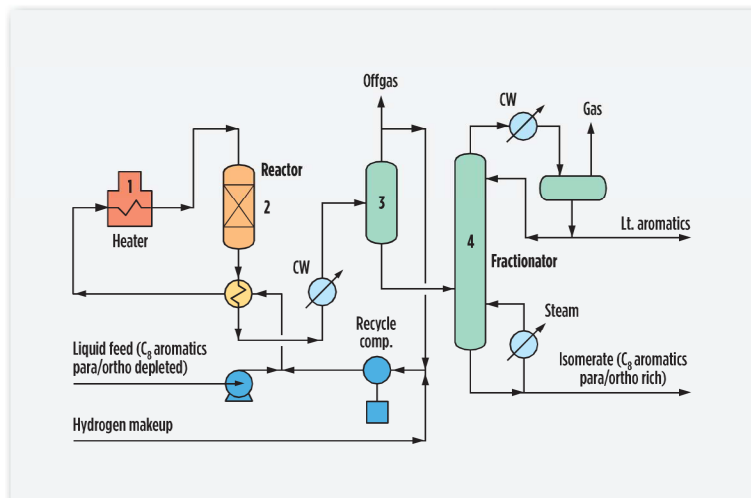 Offgas
CW
Gas
1
Reactor
2
Heater
3
4
Lt. aromatics
Fractionator
CW
Steam
Recycle
comp.
Liquid feed (C₈ aromatics
para/ortho depleted)
Isomerate (C₈ aromatics
para/ortho rich)
Hydrogen makeup